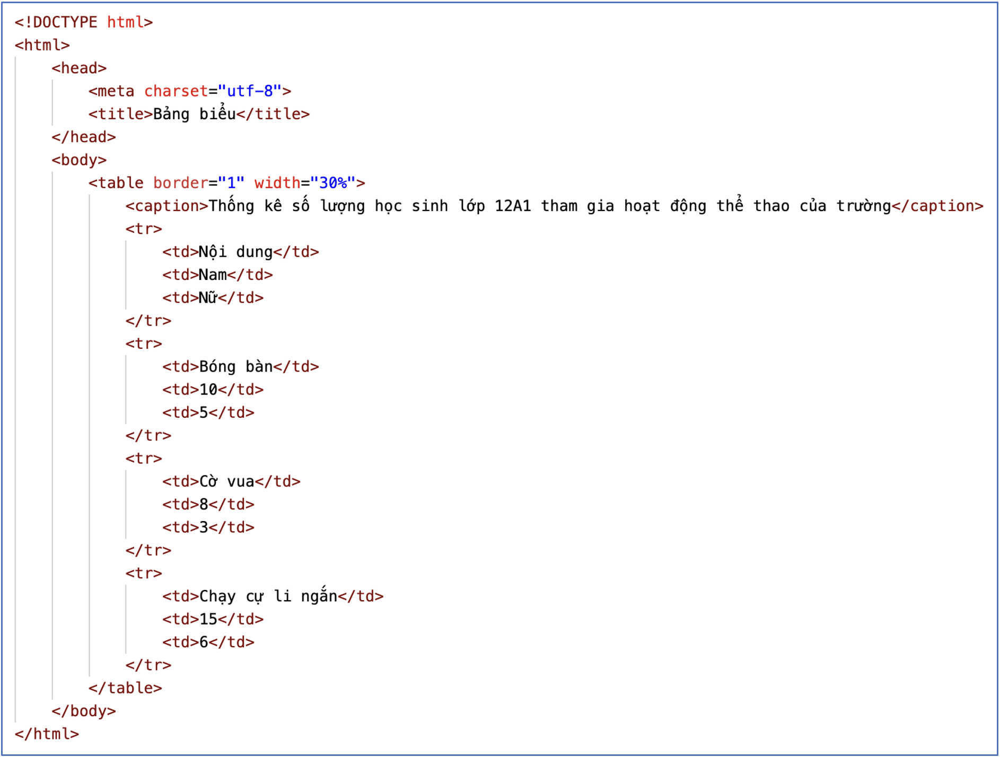 <!DOCTYPE html>
<html>
<head>
<meta charset="utf-8">
<title>Bảng biểu</title>
</head>
<body>
<table border="1" width="30%">
<caption>Thống kê số lượng học sinh lớp 12A1 tham gia hoạt động thể thao của trường</caption>
<tr>
<td>Nội dung</td>
<td>Nam</td>
<td>Nữ</td>
</tr>
<tr>
<td>Bóng bàn</td>
<td>10</td>
<td>5</td>
</tr>
<tr>
<td>Cờ vua</td>
<td>8</td>
<td>3</td>
</tr>
<tr>
<td>Chạy cự li ngắn</td>
<td>15</td>
<td>6</td>
</tr>
</table>
</body>
</html>